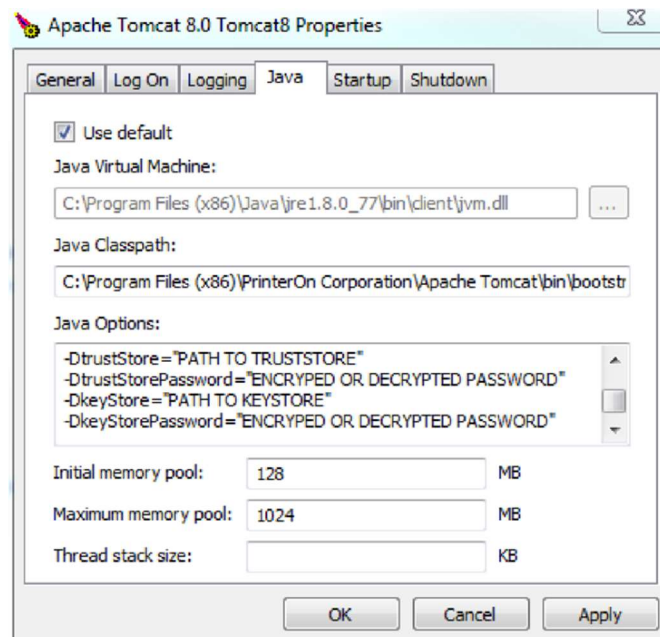 Apache Tomcat 8.0 Tomcat8 Properties
General Log On Logging Java Startup Shutdown
Use default
Java Virtual Machine:
C:\Program Files (x86)\Java\jre1.8.0_77\bin\client\jvm.dll
...
Java Classpath:
C:\Program Files (x86)\PrinterOn Corporation\Apache Tomcat\bin\bootstr
Java Options:
-DtrustStore="PATH TO TRUSTSTORE"
-DtrustStorePassword="ENCRYPED OR DECRYPTED PASSWORD"
-DkeyStore="PATH TO KEYSTORE"
-DkeyStorePassword="ENCRYPED OR DECRYPTED PASSWORD"
Initial memory pool: 128 MB
Maximum memory pool: 1024 MB
Thread stack size: KB
OK Cancel Apply